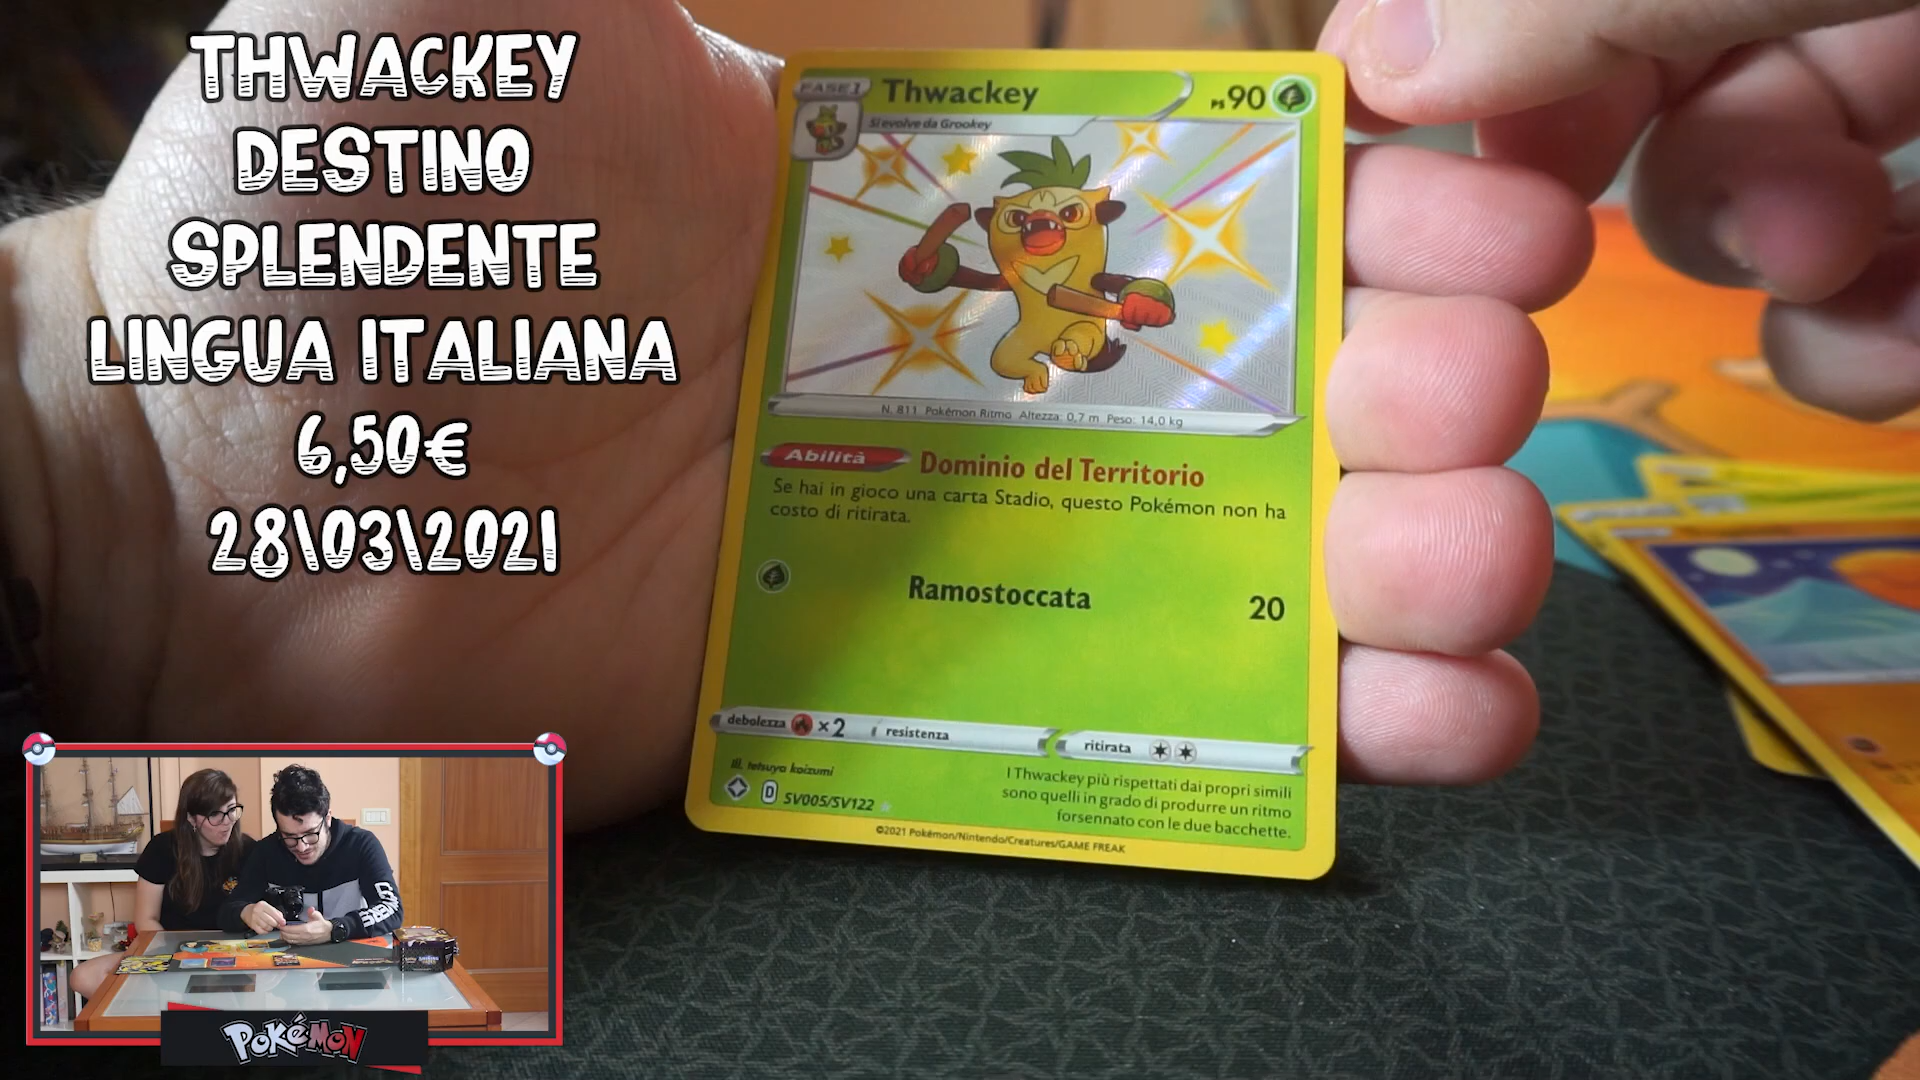 THWACKEY
DESTINO
SPLENDENTE
LINGUA ITALIANA
6,50€
28\03\2021
FASE 1
Thwackey
PS 90
Si evolve da Grookey
N. 811 Pokémon Ritmo Altezza: 0,7 m Peso: 14,0 kg
Abilità Dominio del Territorio
Se hai in gioco una carta Stadio, questo Pokémon non ha
costo di ritirata.
Ramostoccata 20
debolezza ×2 resistenza ritirata
Ill. tetsuya koizumi
D SV005/SV122
I Thwackey più rispettati dai propri simili
sono quelli in grado di produrre un ritmo
forsennato con le due bacchette.
©2021 Pokémon/Nintendo/Creatures/GAME FREAK
POKéMON